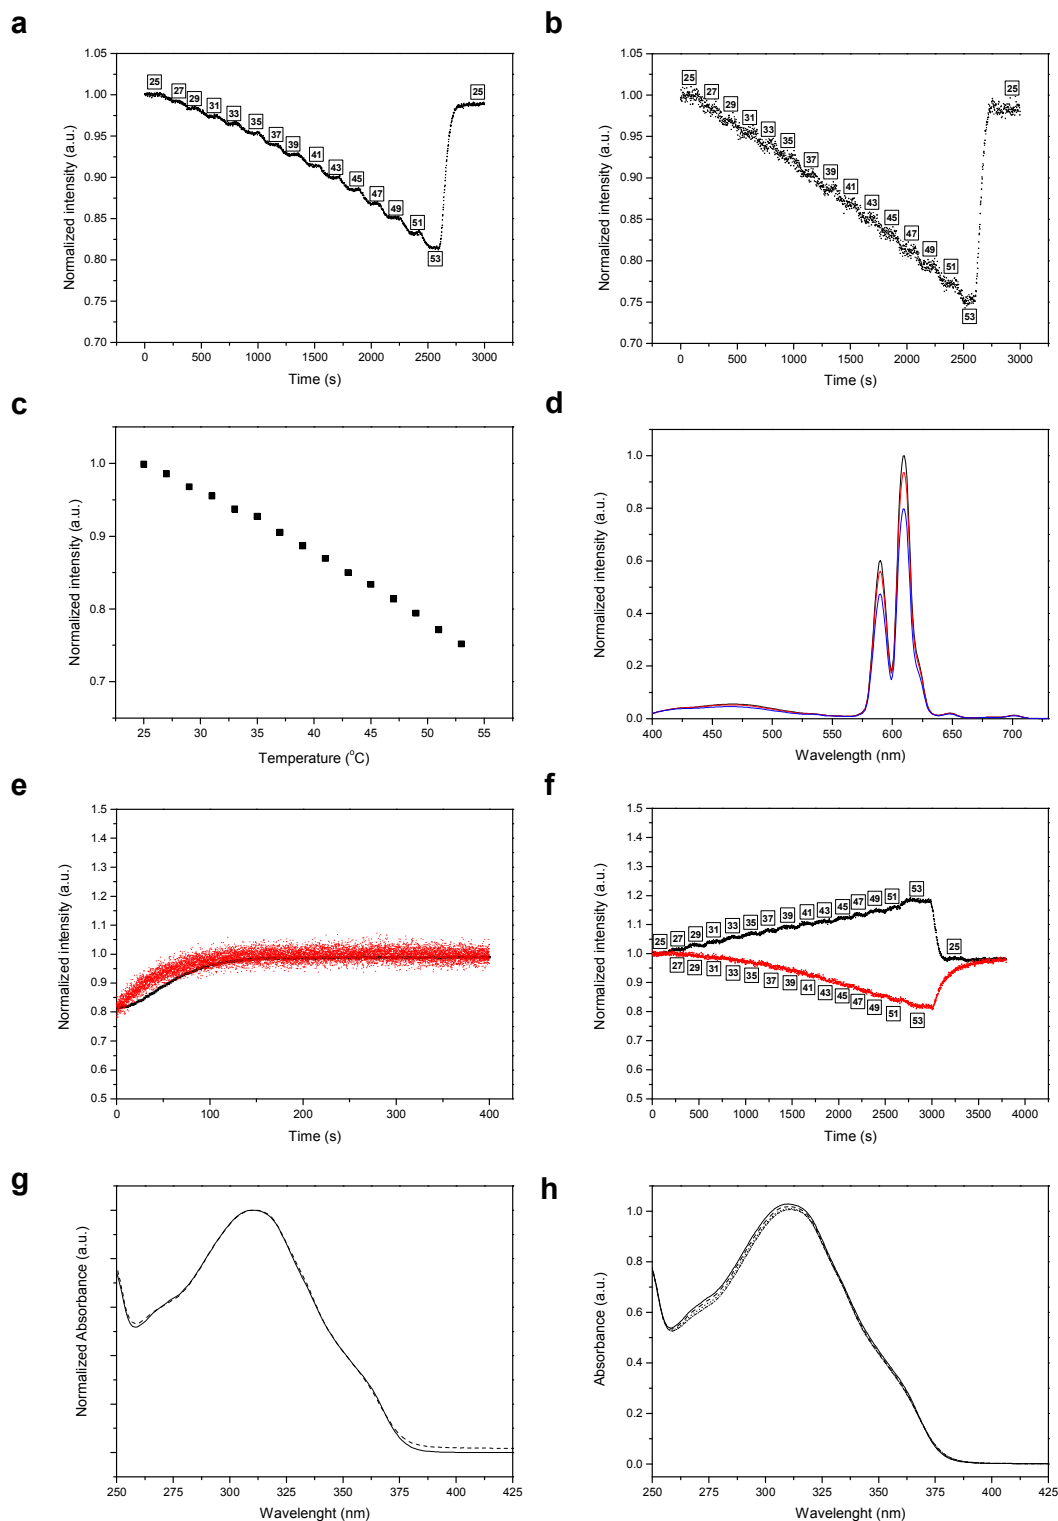 a
1.05
1.00
0.95
0.90
0.85
0.80
0.75
0.70
Normalized intensity (a.u.)
25
27
29
31
33
35
37
39
41
43
45
47
49
51
53
25
0 500 1000 1500 2000 2500 3000
Time (s)
b
1.05
1.00
0.95
0.90
0.85
0.80
0.75
0.70
Normalized intensity (a.u.)
25
27
29
31
33
35
37
39
41
43
45
47
49
51
53
25
0 500 1000 1500 2000 2500 3000
Time (s)
c
1.0
0.9
0.8
0.7
Normalized intensity (a.u.)
25 30 35 40 45 50 55
Temperature (°C)
d
1.0
0.8
0.6
0.4
0.2
0.0
Normalized intensity (a.u.)
400 450 500 550 600 650 700
Wavelength (nm)
e
1.5
1.4
1.3
1.2
1.1
1.0
0.9
0.8
0.7
0.6
0.5
Normalized intensity (a.u.)
0 100 200 300 400
Time (s)
f
1.5
1.4
1.3
1.2
1.1
1.0
0.9
0.8
0.7
0.6
0.5
Normalized intensity (a.u.)
25 27 29 31 33 35 37 39 41 43 45 47 49 51 53 25
27 29 31 33 35 37 39 41 43 45 47 49 51 53
0 500 1000 1500 2000 2500 3000 3500 4000
Time (s)
g
Normalized Absorbance (a.u.)
250 275 300 325 350 375 400 425
Wavelenght (nm)
h
1.0
0.8
0.6
0.4
0.2
0.0
Absorbance (a.u.)
250 275 300 325 350 375 400 425
Wavelenght (nm)